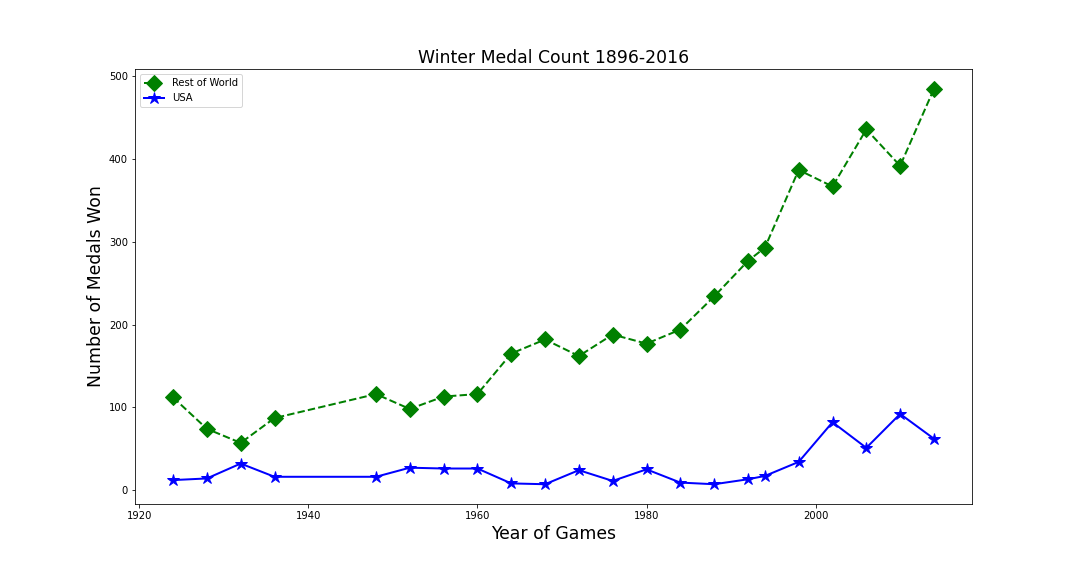 Winter Medal Count 1896-2016
Rest of World
USA
Number of Medals Won
500
400
300
200
100
0
1920
1940
1960
1980
2000
Year of Games